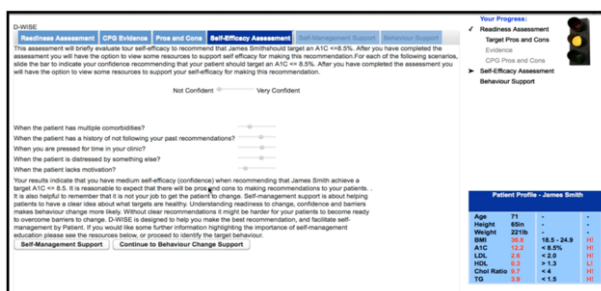 D-WISE
Readiness Assessment CPG Evidence Pros and Cons Self-Efficacy Assessment Self-Management Support Behaviour Support
This assessment will briefly evaluate tour self-efficacy to recommend that James Smithshould target an A1C <=8.5%. After you have completed the
assessment you will have the option to view some resources to support self efficacy for making this recommendation.For each of the following scenarios,
slide the bar to indicate your confidence recommending that your patient should target an A1C <= 8.5%. After you have completed the assessment you
will have the option to view some resources to support your self-efficacy for making this recommendation.
Not Confident Very Confident
When the patient has multiple comorbidities?
When the patient has a history of not following your past recommendations?
When you are pressed for time in your clinic?
When the patient is distressed by something else?
When the patient lacks motivation?
Your results indicate that you have medium self-efficacy (confidence) when recommending that James Smith achieve a
target A1C <= 8.5. It is reasonable to expect that there will be pros and cons to making recommendations to your patients. .
It is also helpful to remember that it is not your job to get the patient to change. Self-management support is about helping
patients to have a clear idea about what targets are healthy. Understanding readiness to change, confidence and barriers
makes behaviour change more likely. Without clear recommendations it might be harder for your patients to become ready
to overcome barriers to change. D-WISE is designed to help you make the best recommendation, and facilitate self-
management by Patient. If you would like some further information highlighting the importance of self-management
education please see the resources below, or proceed to identify the target behaviour.
Self-Management Support Continue to Behaviour Change Support
Your Progress:
Readiness Assessment
Target Pros and Cons
Evidence
CPG Pros and Cons
Self-Efficacy Assessment
Behaviour Support
Patient Profile - James Smith
Age 71 - -
Height 65in - -
Weight 221lb - -
BMI 36.8 18.5 - 24.9 H!
A1C 12.2 < 8.5% H!
LDL 2.6 < 2.0 H!
HDL 0.3 > 1.3 L!
Chol Ratio 9.7 < 4 H!
TG 3.9 < 1.5 H!